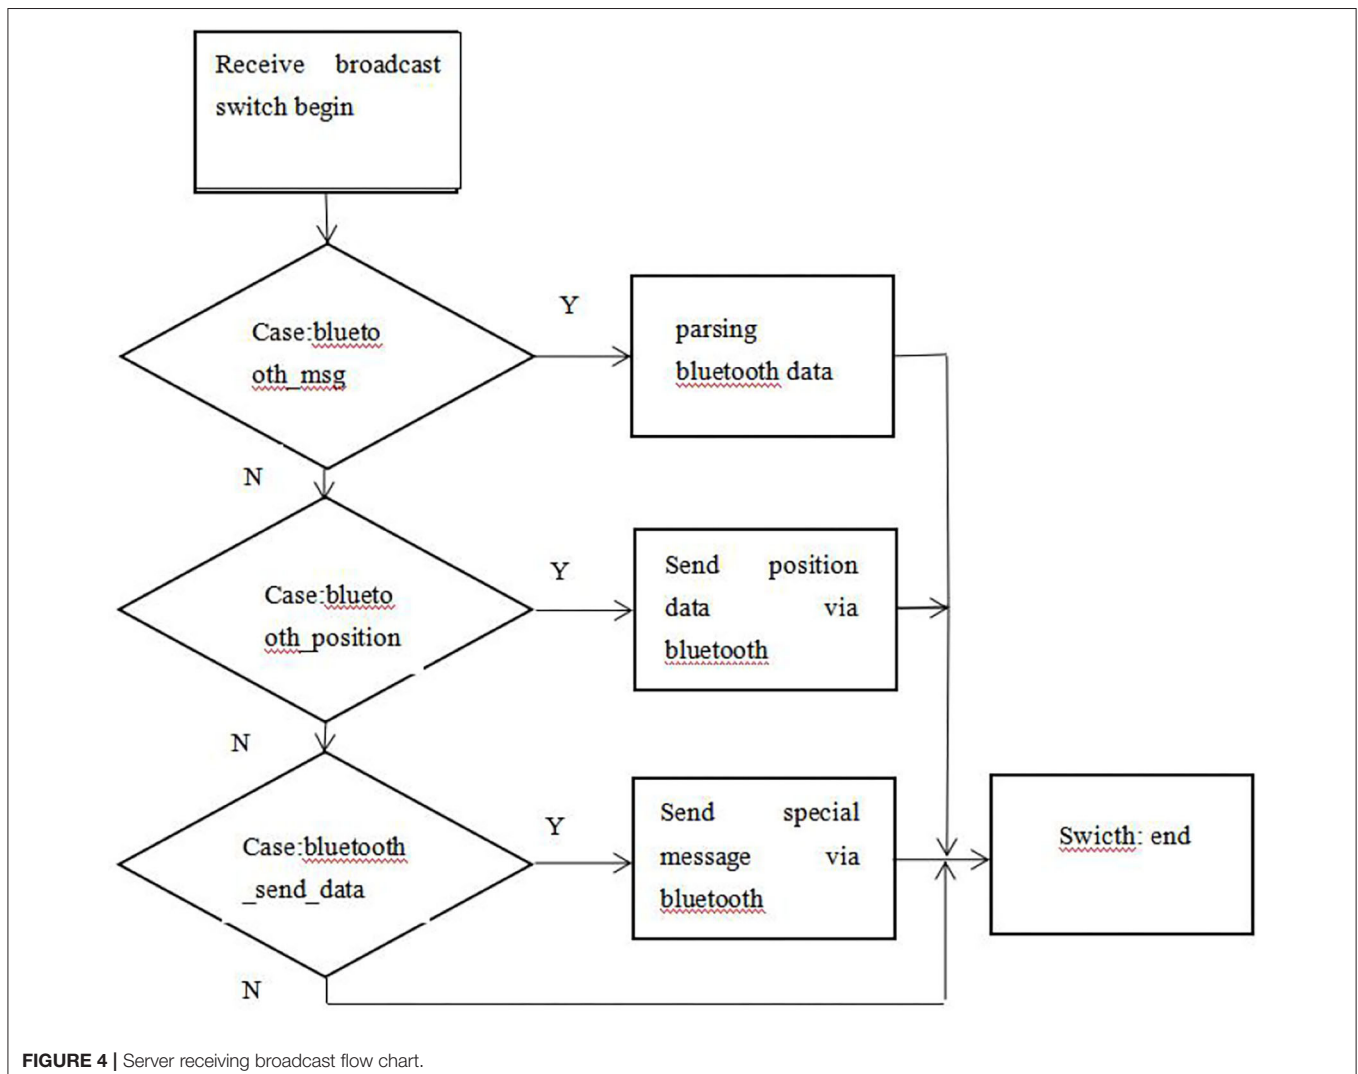 Receive broadcast
switch begin
Case:blueto
oth_msg
Y
parsing
bluetooth data
N
Case:blueto
oth_position
Y
Send position
data via
bluetooth
N
Case:bluetooth
_send_data
Y
Send special
message via
bluetooth
Swicth: end
N
FIGURE 4 | Server receiving broadcast flow chart.